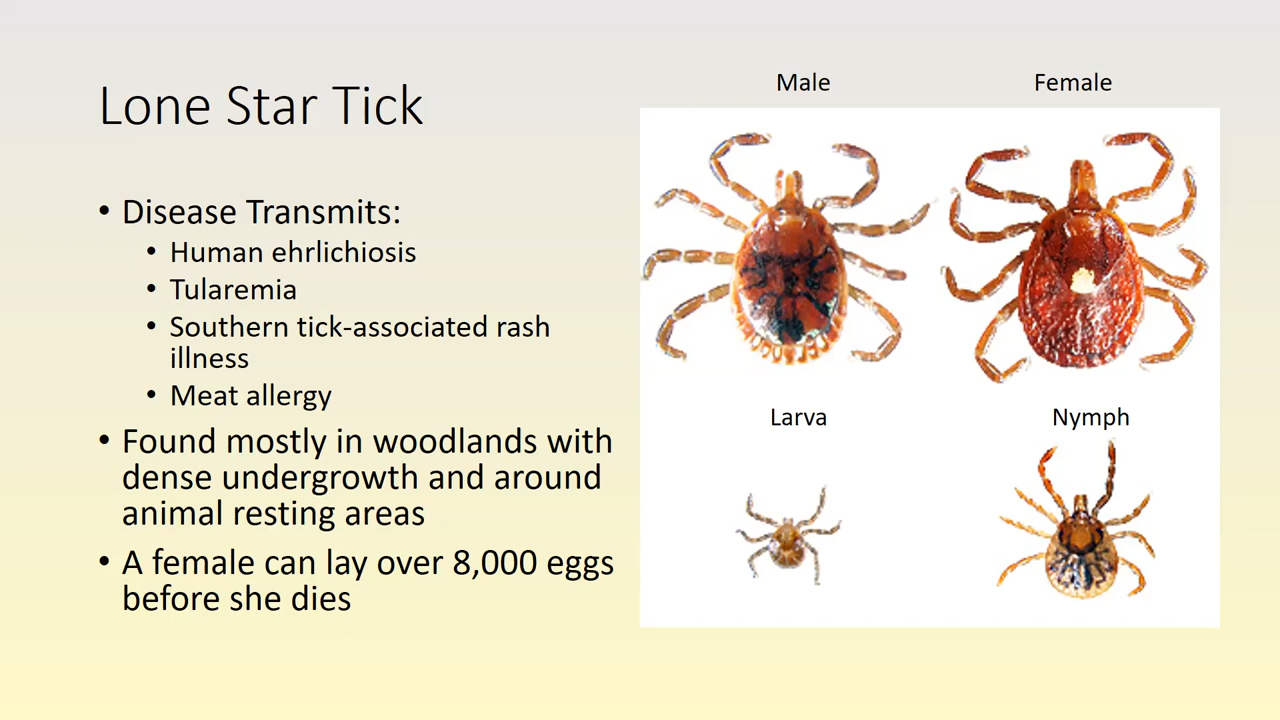 Lone Star Tick
• Disease Transmits:
• Human ehrlichiosis
• Tularemia
• Southern tick-associated rash
illness
• Meat allergy
• Found mostly in woodlands with
dense undergrowth and around
animal resting areas
• A female can lay over 8,000 eggs
before she dies
Male
Female
Larva
Nymph